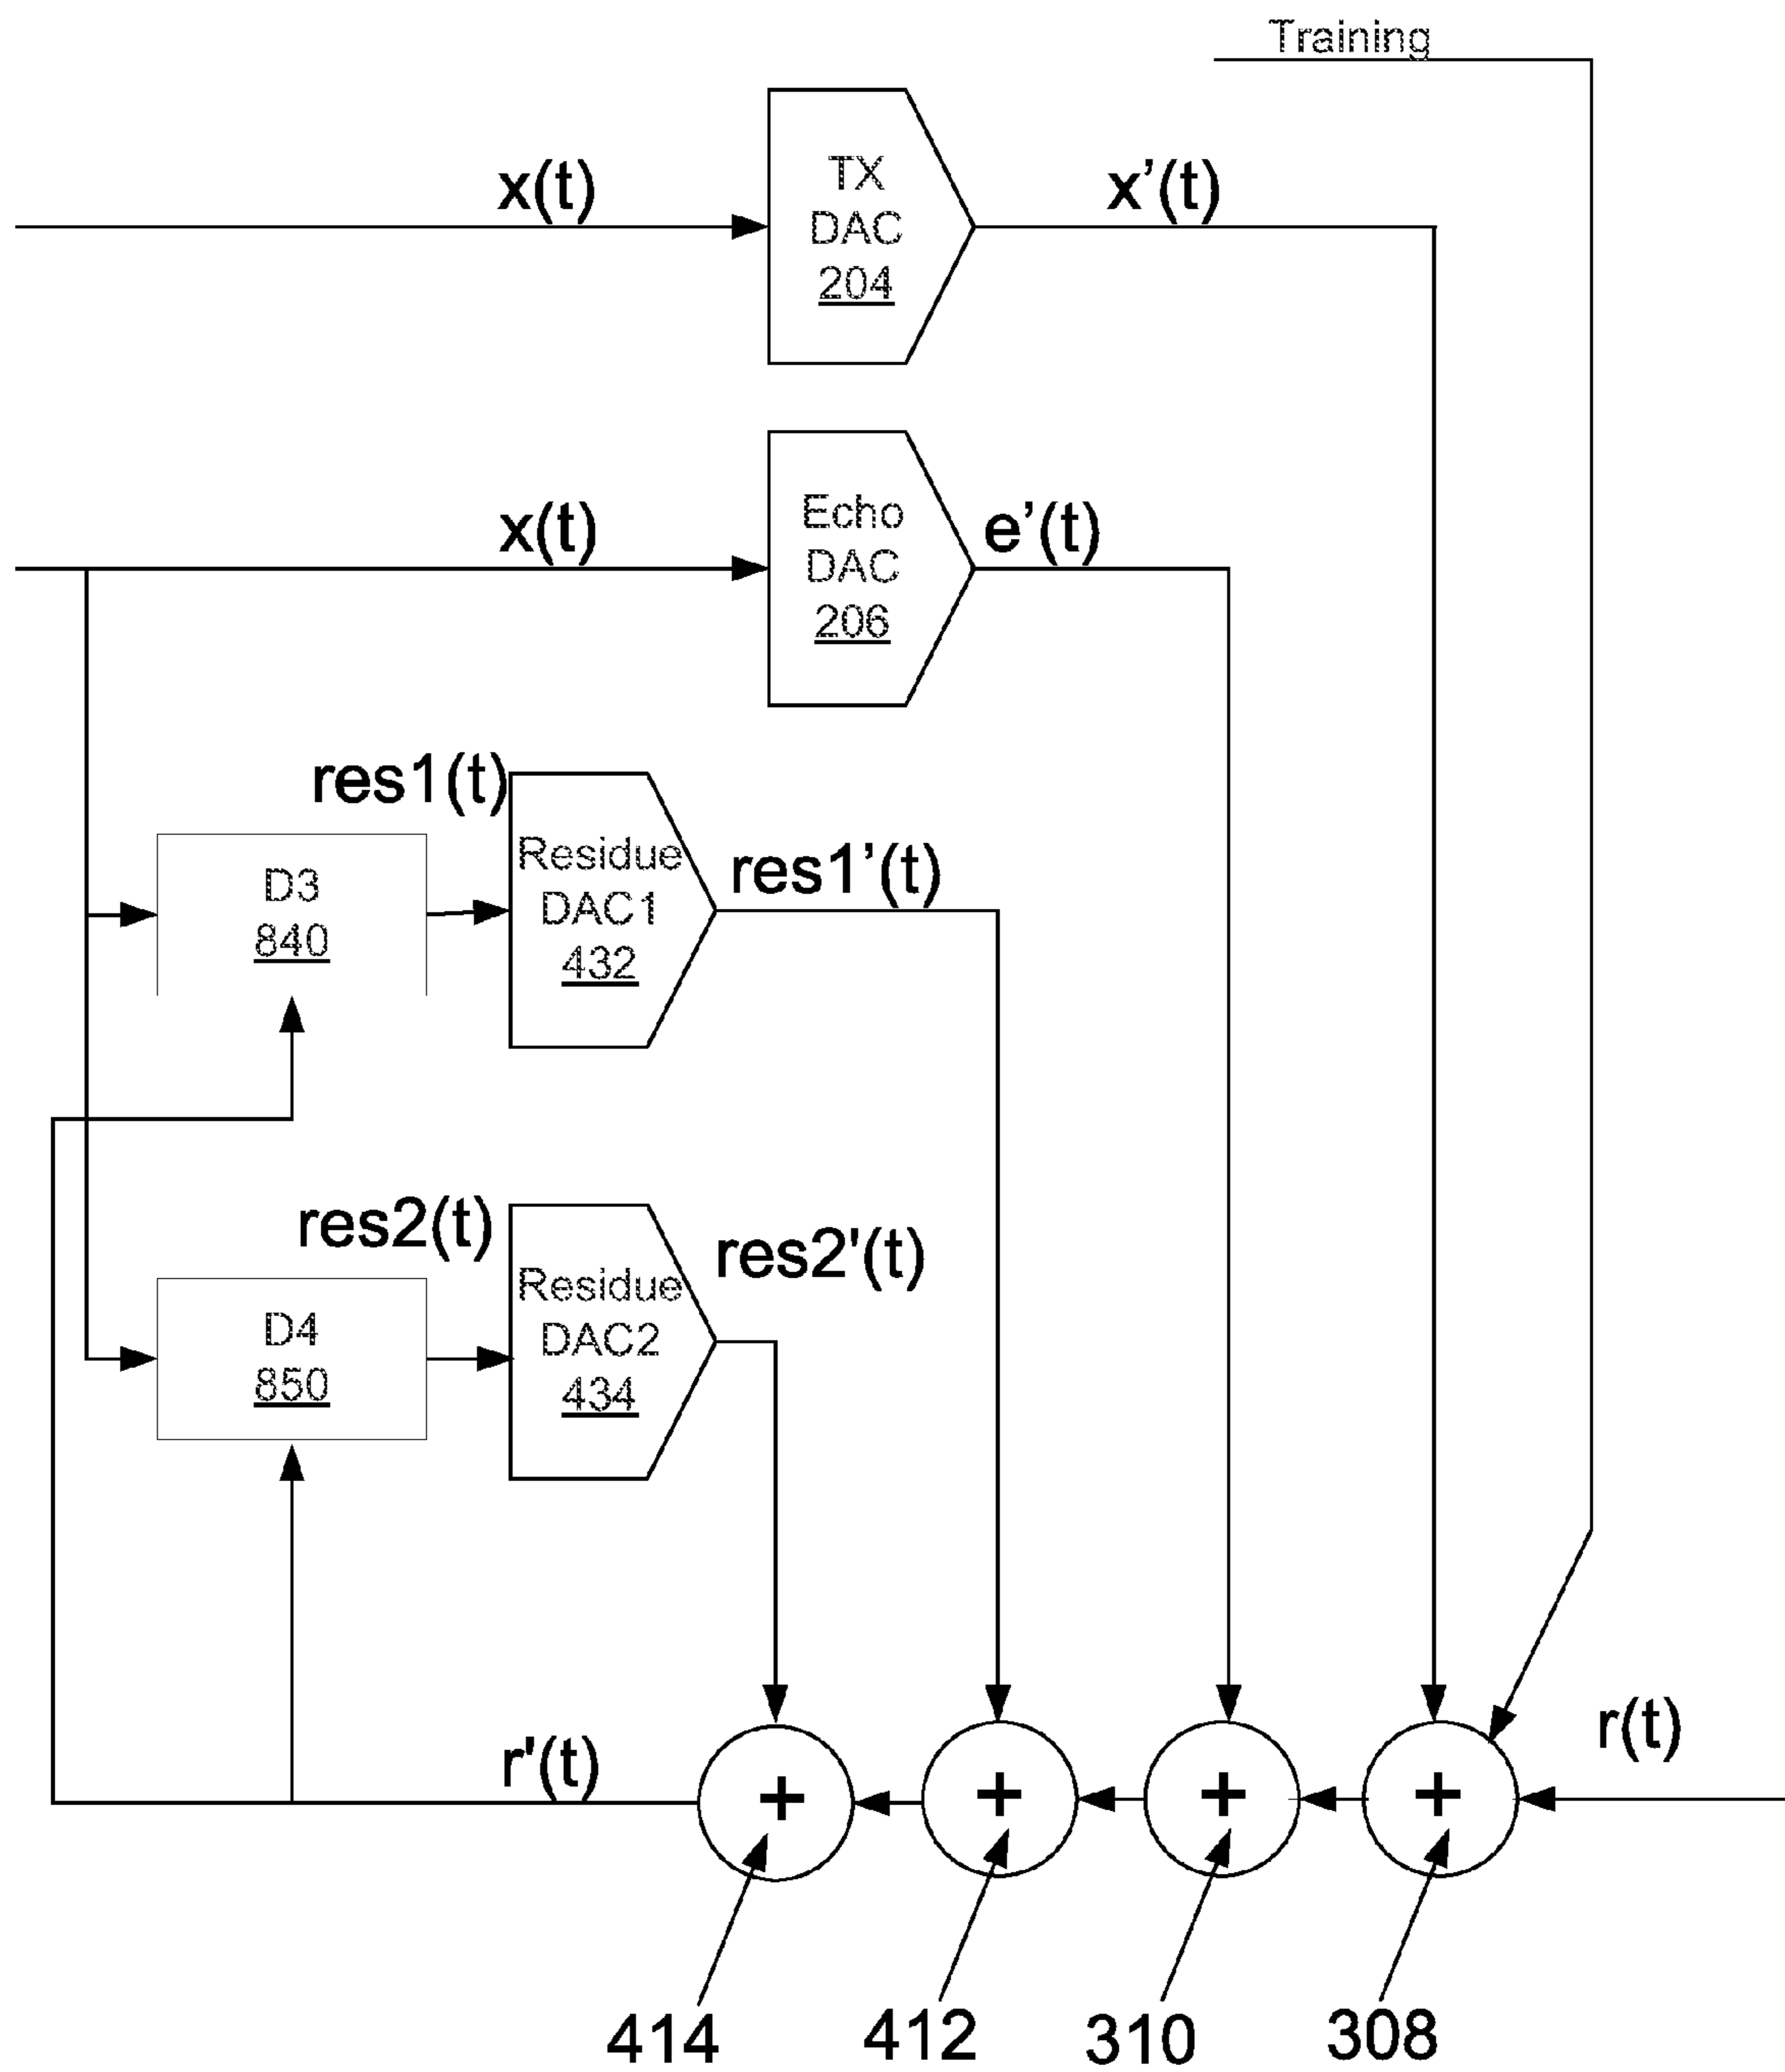 Training
x(t)
TX
DAC
204
x’(t)
x(t)
Echo
DAC
206
e’(t)
res1(t)
D3
840
Residue
DAC1
432
res1’(t)
res2(t)
D4
850
Residue
DAC2
434
res2'(t)
r'(t)
+
+
+
+
r(t)
414
412
310
308